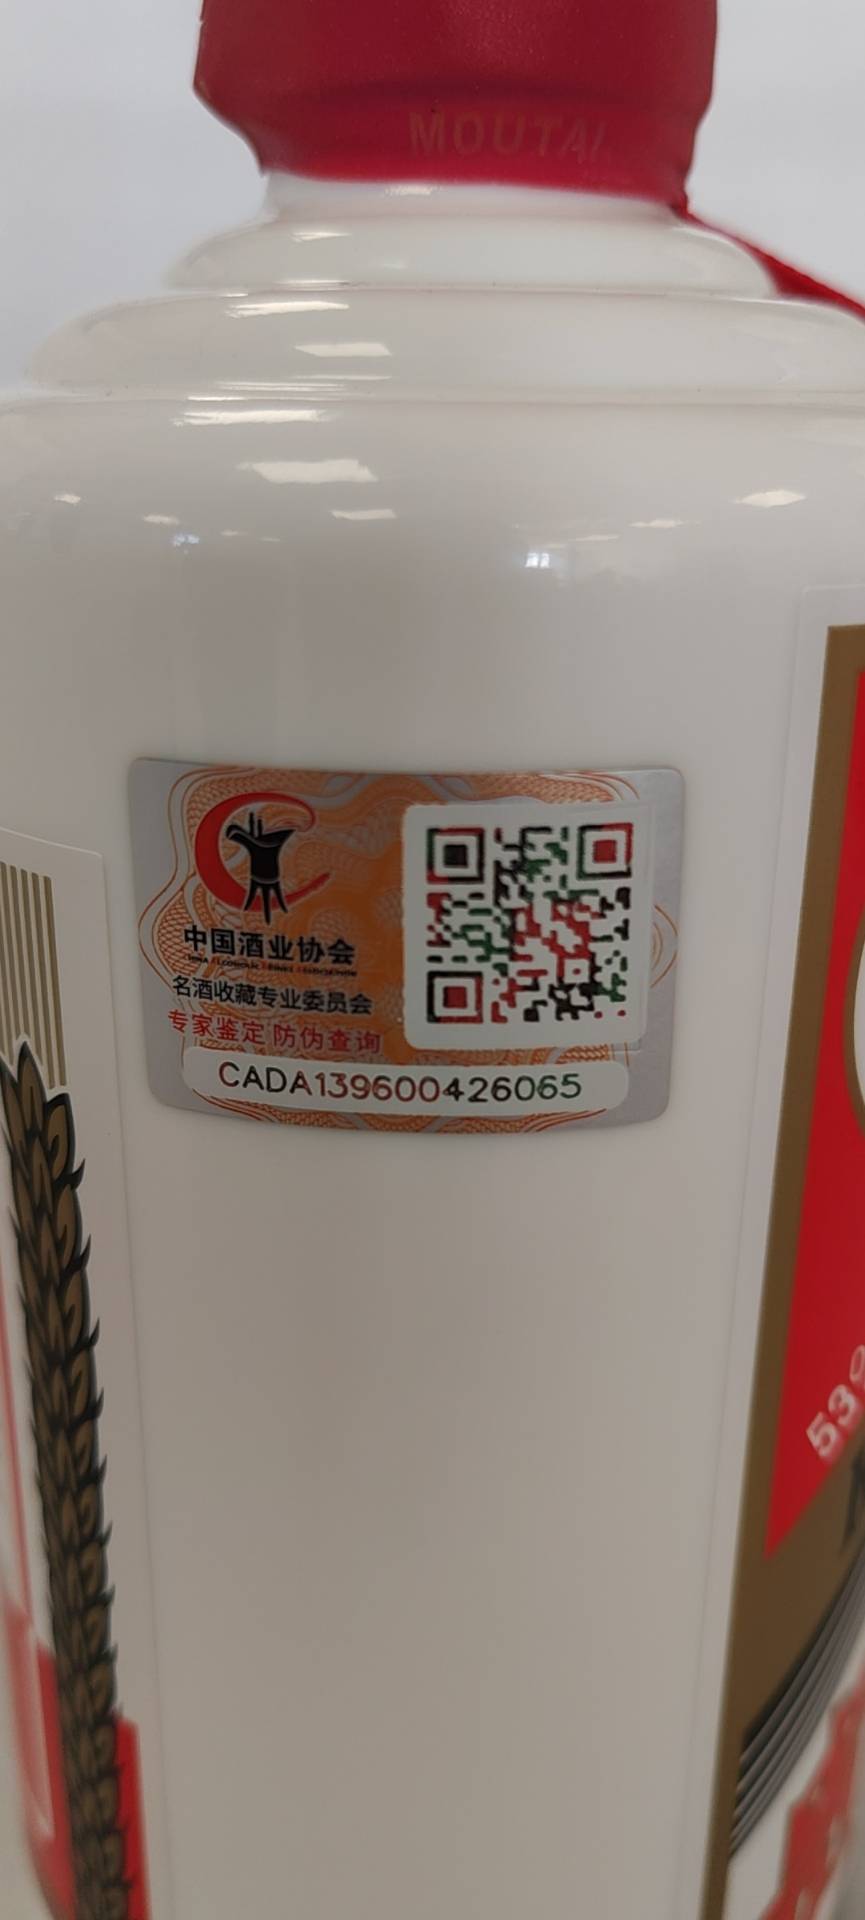 MOUTAI
中国酒业协会
名酒收藏专业委员会
专家鉴定 防伪查询
CADA139600426065
53°